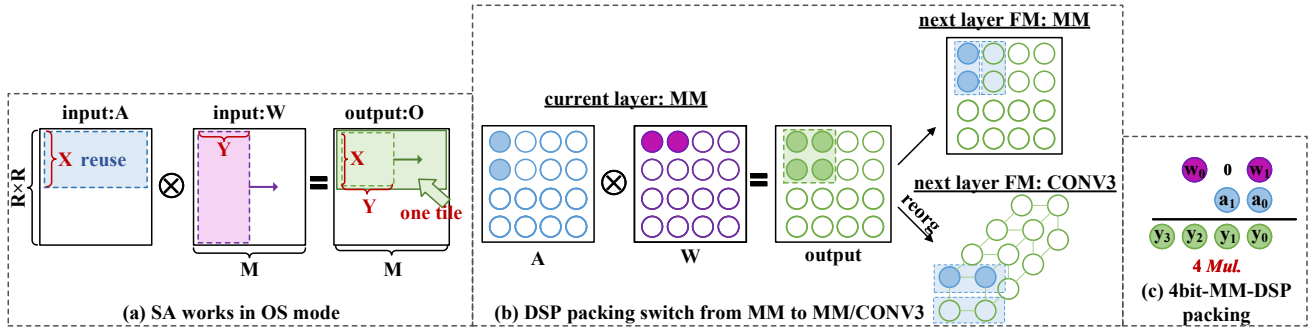 input:A
input:W
output:O
X
reuse
Y
X
Y
one tile
R×R
M
M
⊗
=
(a) SA works in OS mode
current layer: MM
A
⊗
W
=
output
next layer FM: MM
next layer FM: CONV3
reorg
(b) DSP packing switch from MM to MM/CONV3
w0 0 w1
a1 a0
y3 y2 y1 y0
4 Mul.
(c) 4bit-MM-DSP
packing